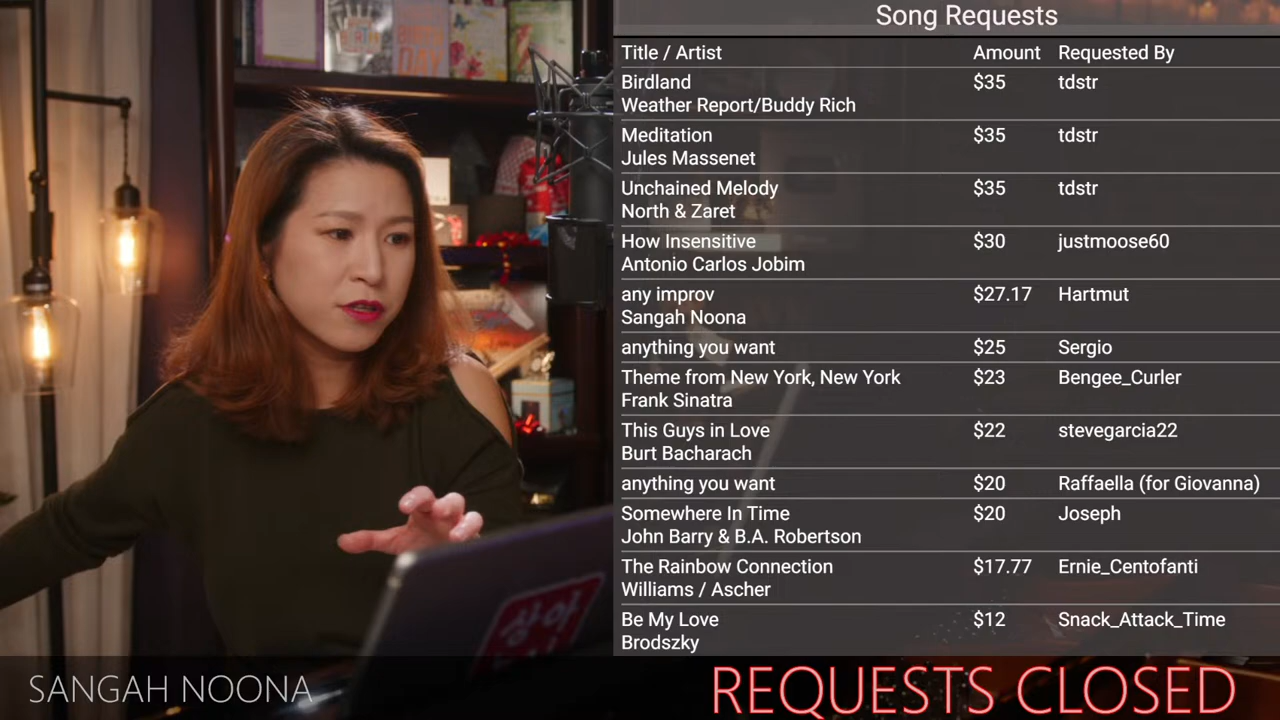 Song Requests
Title / Artist Amount Requested By
Birdland $35 tdstr
Weather Report/Buddy Rich
Meditation $35 tdstr
Jules Massenet
Unchained Melody $35 tdstr
North & Zaret
How Insensitive $30 justmoose60
Antonio Carlos Jobim
any improv $27.17 Hartmut
Sangah Noona
anything you want $25 Sergio
Theme from New York, New York $23 Bengee_Curler
Frank Sinatra
This Guys in Love $22 stevegarcia22
Burt Bacharach
anything you want $20 Raffaella (for Giovanna)
Somewhere In Time $20 Joseph
John Barry & B.A. Robertson
The Rainbow Connection $17.77 Ernie_Centofanti
Williams / Ascher
Be My Love $12 Snack_Attack_Time
Brodszky
상아
SANGAH NOONA
REQUESTS CLOSED